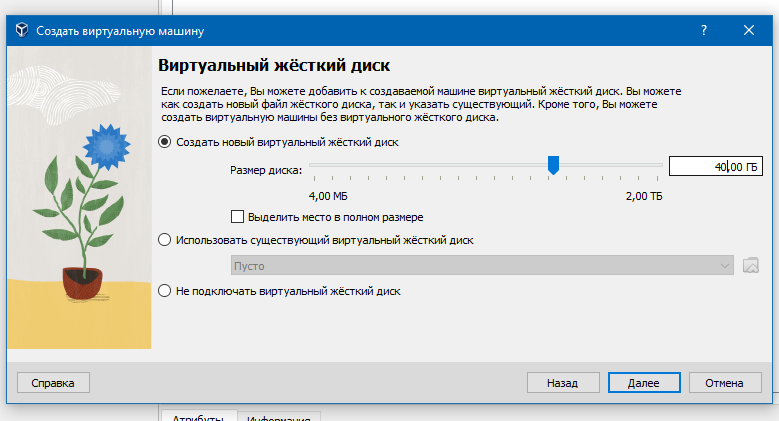 Создать виртуальную машину
?
Виртуальный жёсткий диск
Если пожелаете, Вы можете добавить к создаваемой машине виртуальный жёсткий диск. Вы можете
как создать новый файл жёсткого диска, так и указать существующий. Кроме того, Вы можете
создать виртуальную машины без виртуального жёсткого диска.
Создать новый виртуальный жёсткий диск
Размер диска:
40,00 ГБ
4,00 МБ
2,00 ТБ
Выделить место в полном размере
Использовать существующий виртуальный жёсткий диск
Пусто
Не подключать виртуальный жёсткий диск
Справка
Назад
Далее
Отмена
Атрибуты
Информация